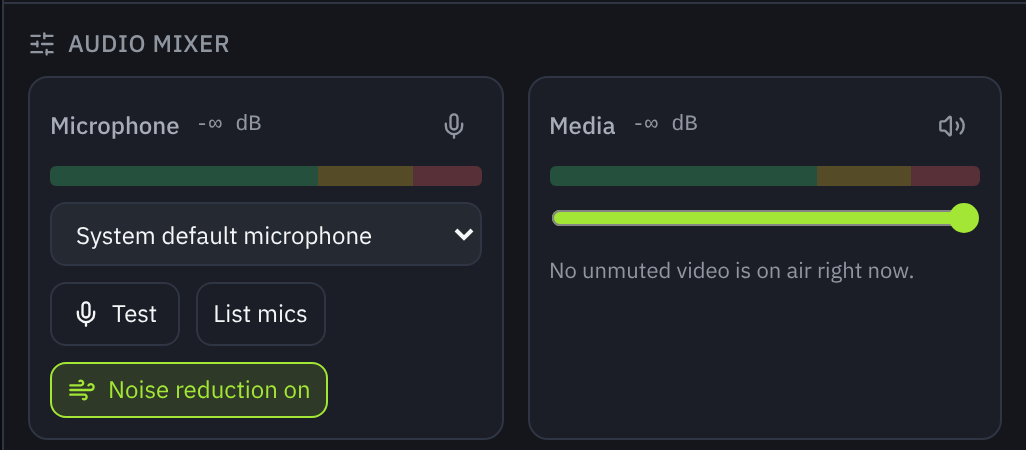 AUDIO MIXER
Microphone -∞ dB
System default microphone
Test
List mics
Noise reduction on
Media -∞ dB
No unmuted video is on air right now.